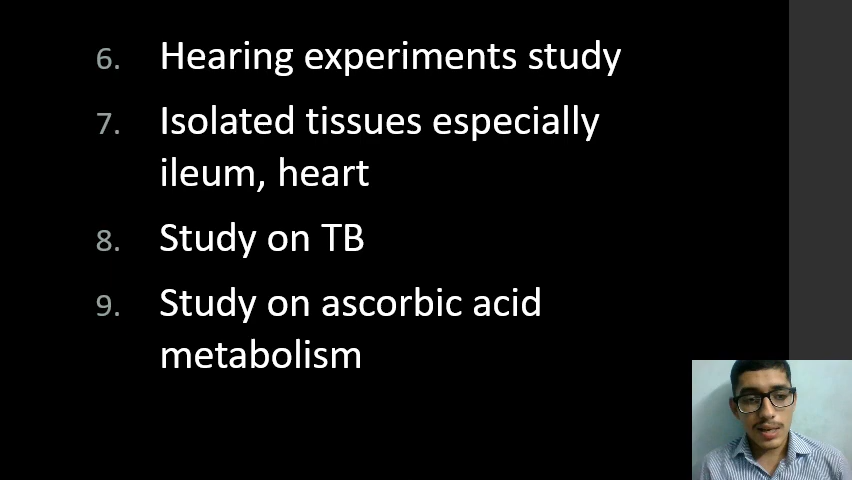 6. Hearing experiments study
7. Isolated tissues especially
ileum, heart
8. Study on TB
9. Study on ascorbic acid
metabolism